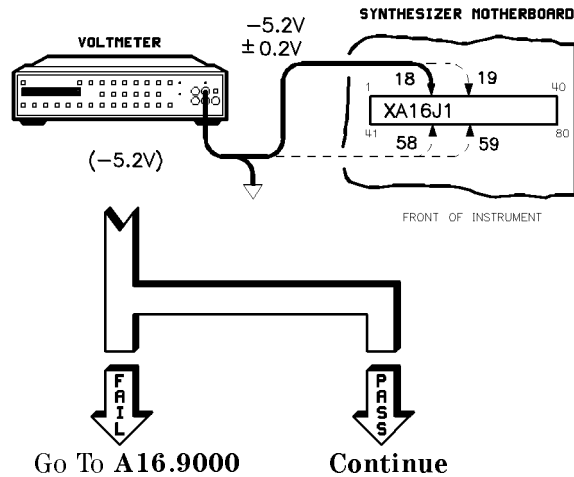 SYNTHESIZER MOTHERBOARD
-5.2V
± 0.2V
VOLTMETER
18 19
1 40
XA16J1
41 80
58 59
(-5.2V)
FRONT OF INSTRUMENT
FAIL
PASS
Go To A16.9000
Continue